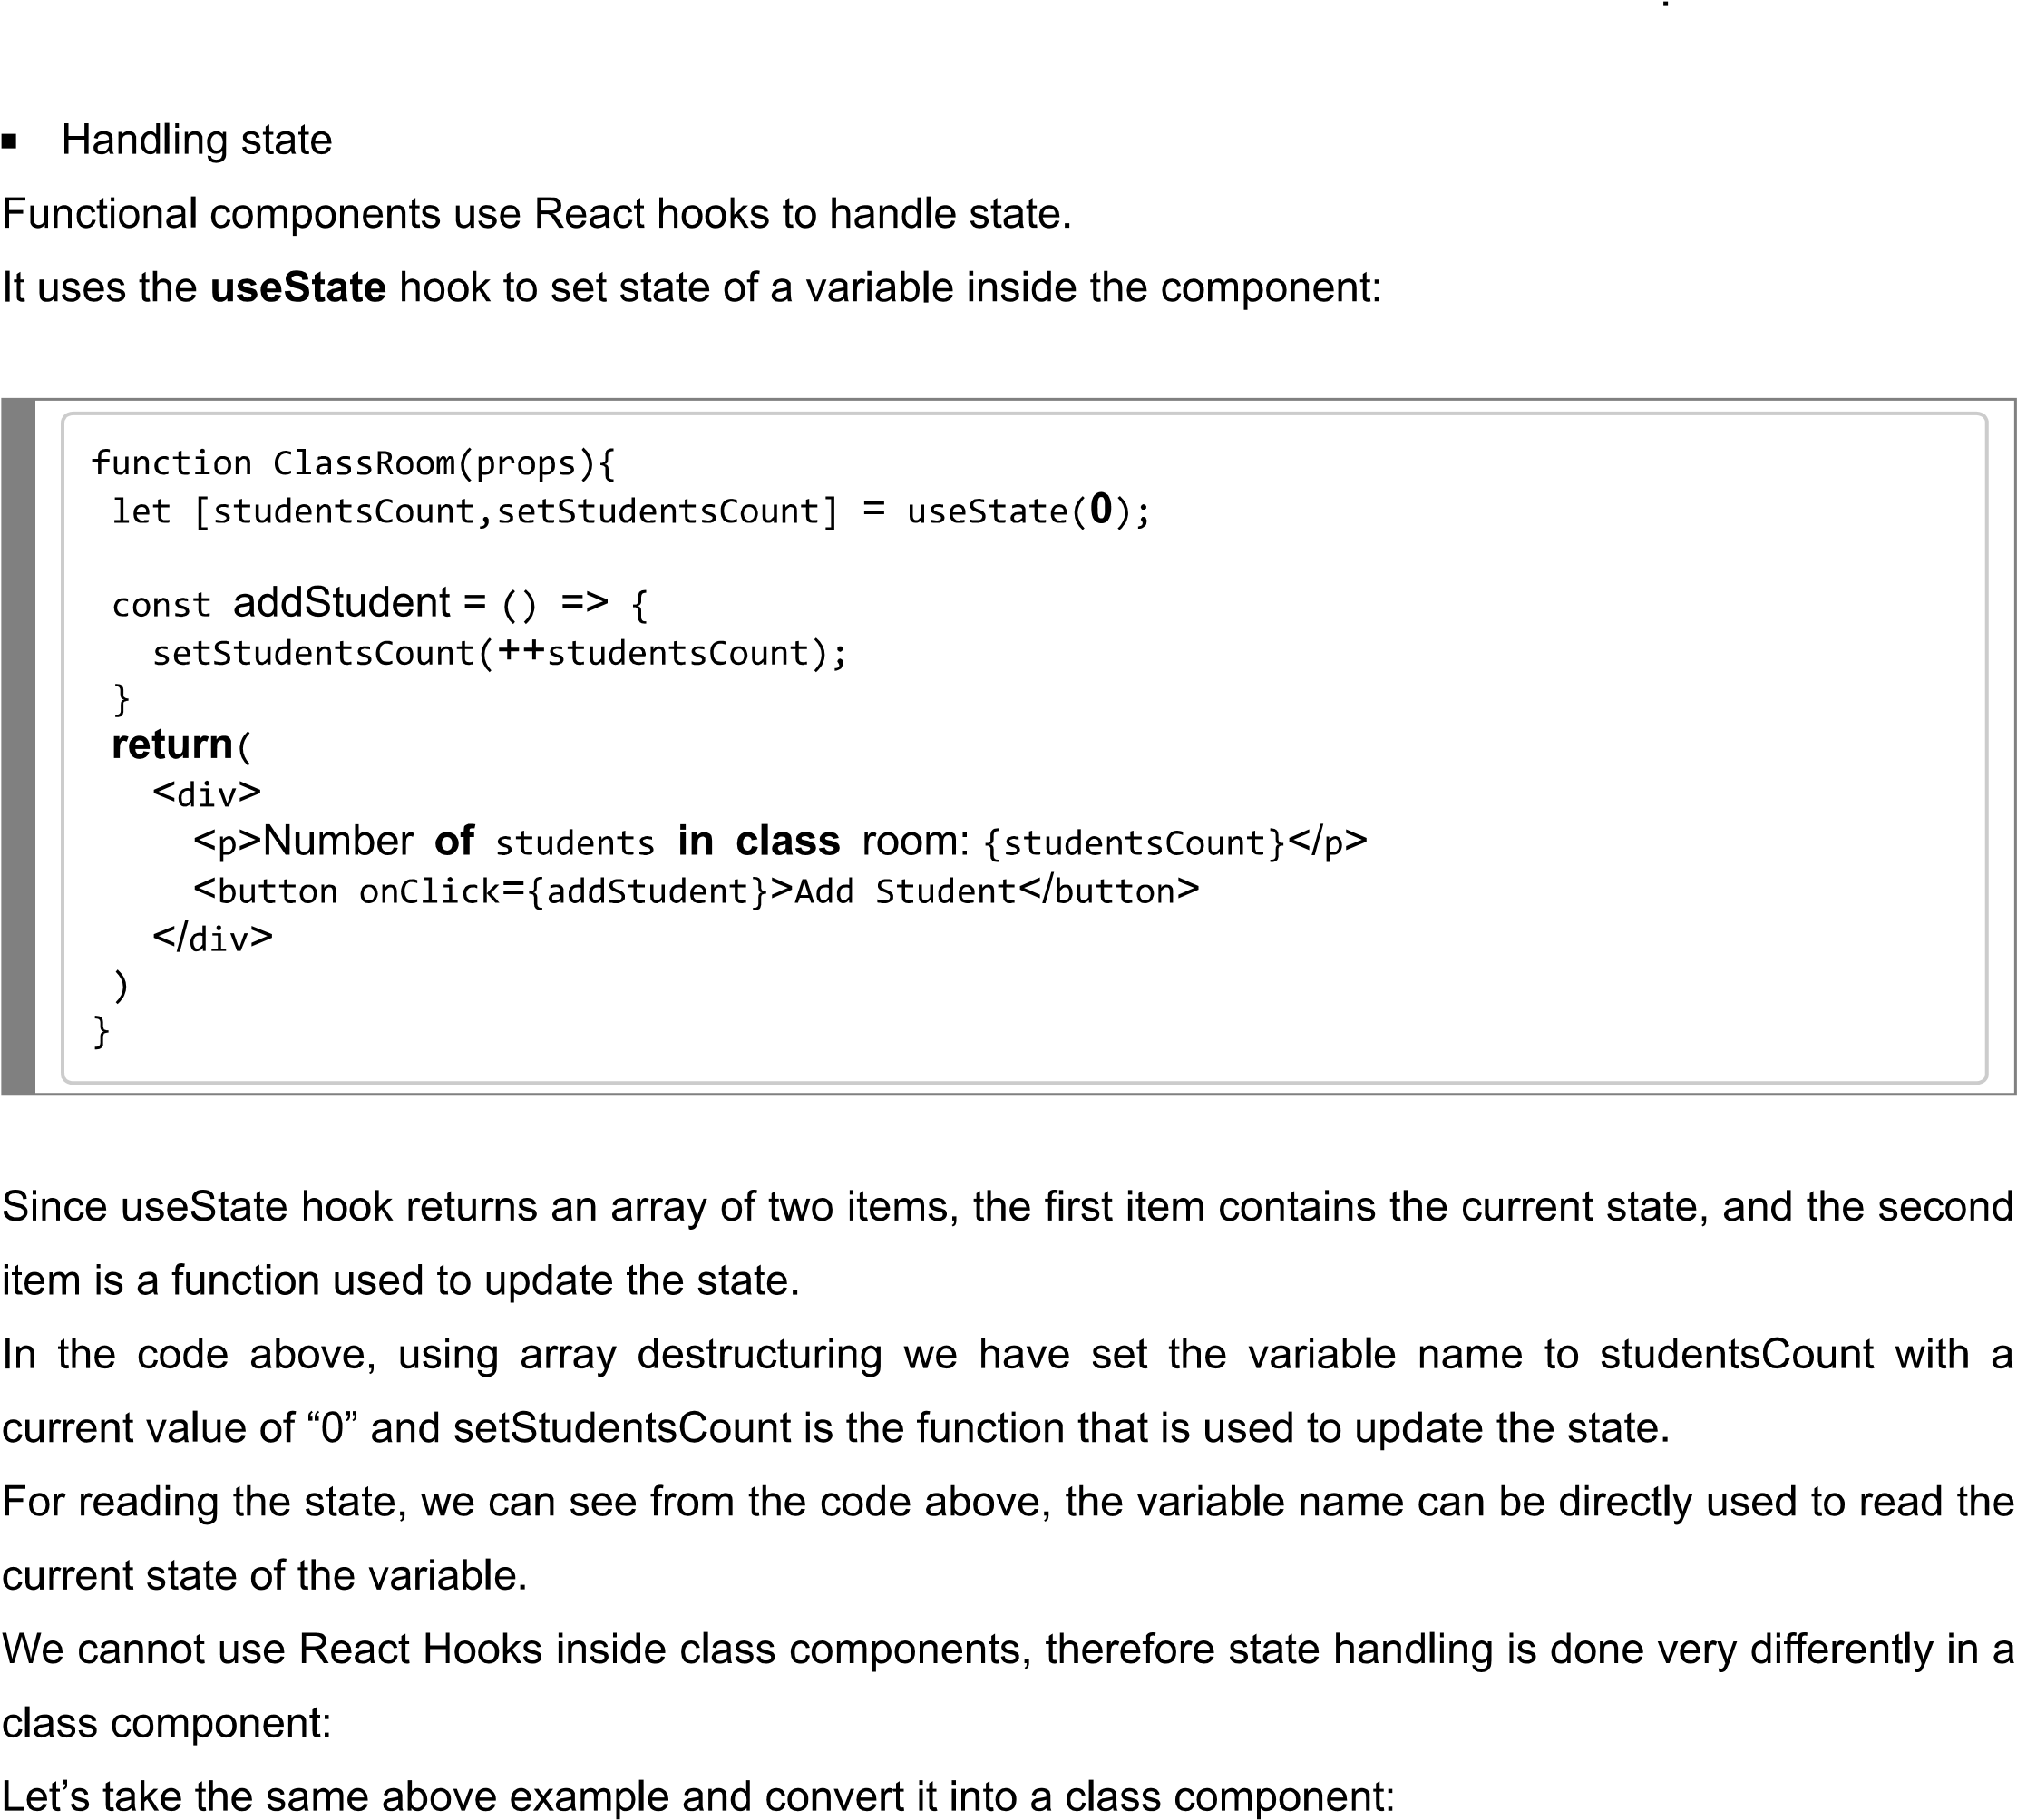 ▪ Handling state
Functional components use React hooks to handle state.
It uses the useState hook to set state of a variable inside the component:
function ClassRoom(props){
 let [studentsCount,setStudentsCount] = useState(0);
 const addStudent = () => {
   setStudentsCount(++studentsCount);
 }
 return(
   <div>
     <p>Number of students in class room: {studentsCount}</p>
     <button onClick={addStudent}>Add Student</button>
   </div>
 )
}
Since useState hook returns an array of two items, the first item contains the current state, and the second
item is a function used to update the state.
In the code above, using array destructuring we have set the variable name to studentsCount with a
current value of “0” and setStudentsCount is the function that is used to update the state.
For reading the state, we can see from the code above, the variable name can be directly used to read the
current state of the variable.
We cannot use React Hooks inside class components, therefore state handling is done very differently in a
class component:
Let’s take the same above example and convert it into a class component: